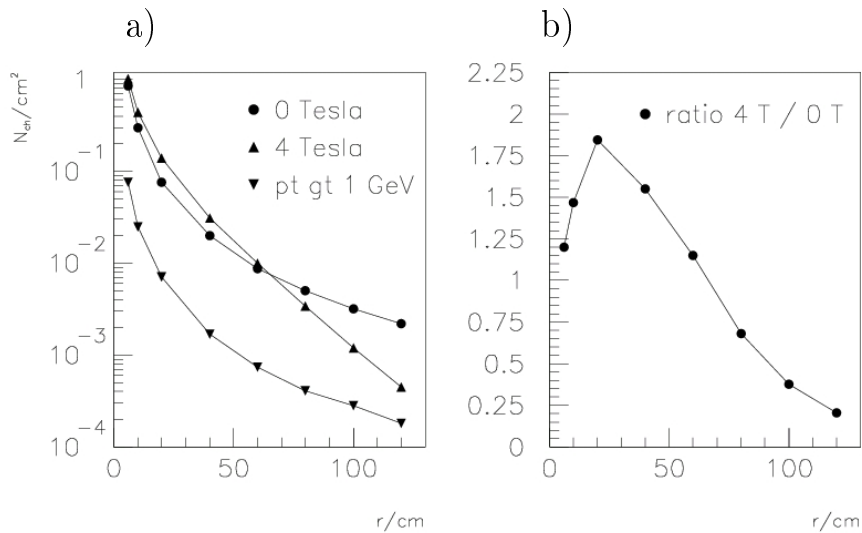 a)
N_ch/cm²
1
10⁻¹
10⁻²
10⁻³
10⁻⁴
0 Tesla
4 Tesla
pt gt 1 GeV
0 50 100
r/cm
b)
2.25
2
1.75
1.5
1.25
1
0.75
0.5
0.25
0
ratio 4 T / 0 T
0 50 100
r/cm